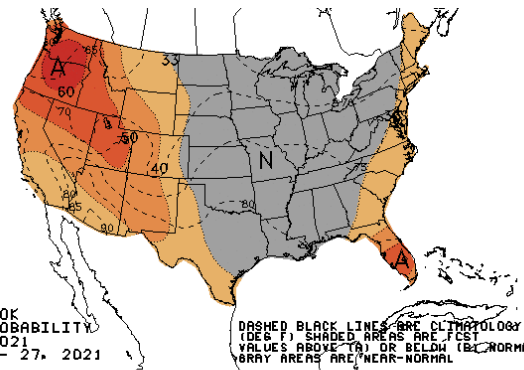 33
65
A
60
70
50
40
N
75
80
80
85
90
A
OK
OBABILITY
021
- 27, 2021
DASHED BLACK LINES ARE CLIMATOLOGY
(DEG F) SHADED AREAS ARE FCST
VALUES ABOVE (A) OR BELOW (B) NORMA
GRAY AREAS ARE NEAR-NORMAL